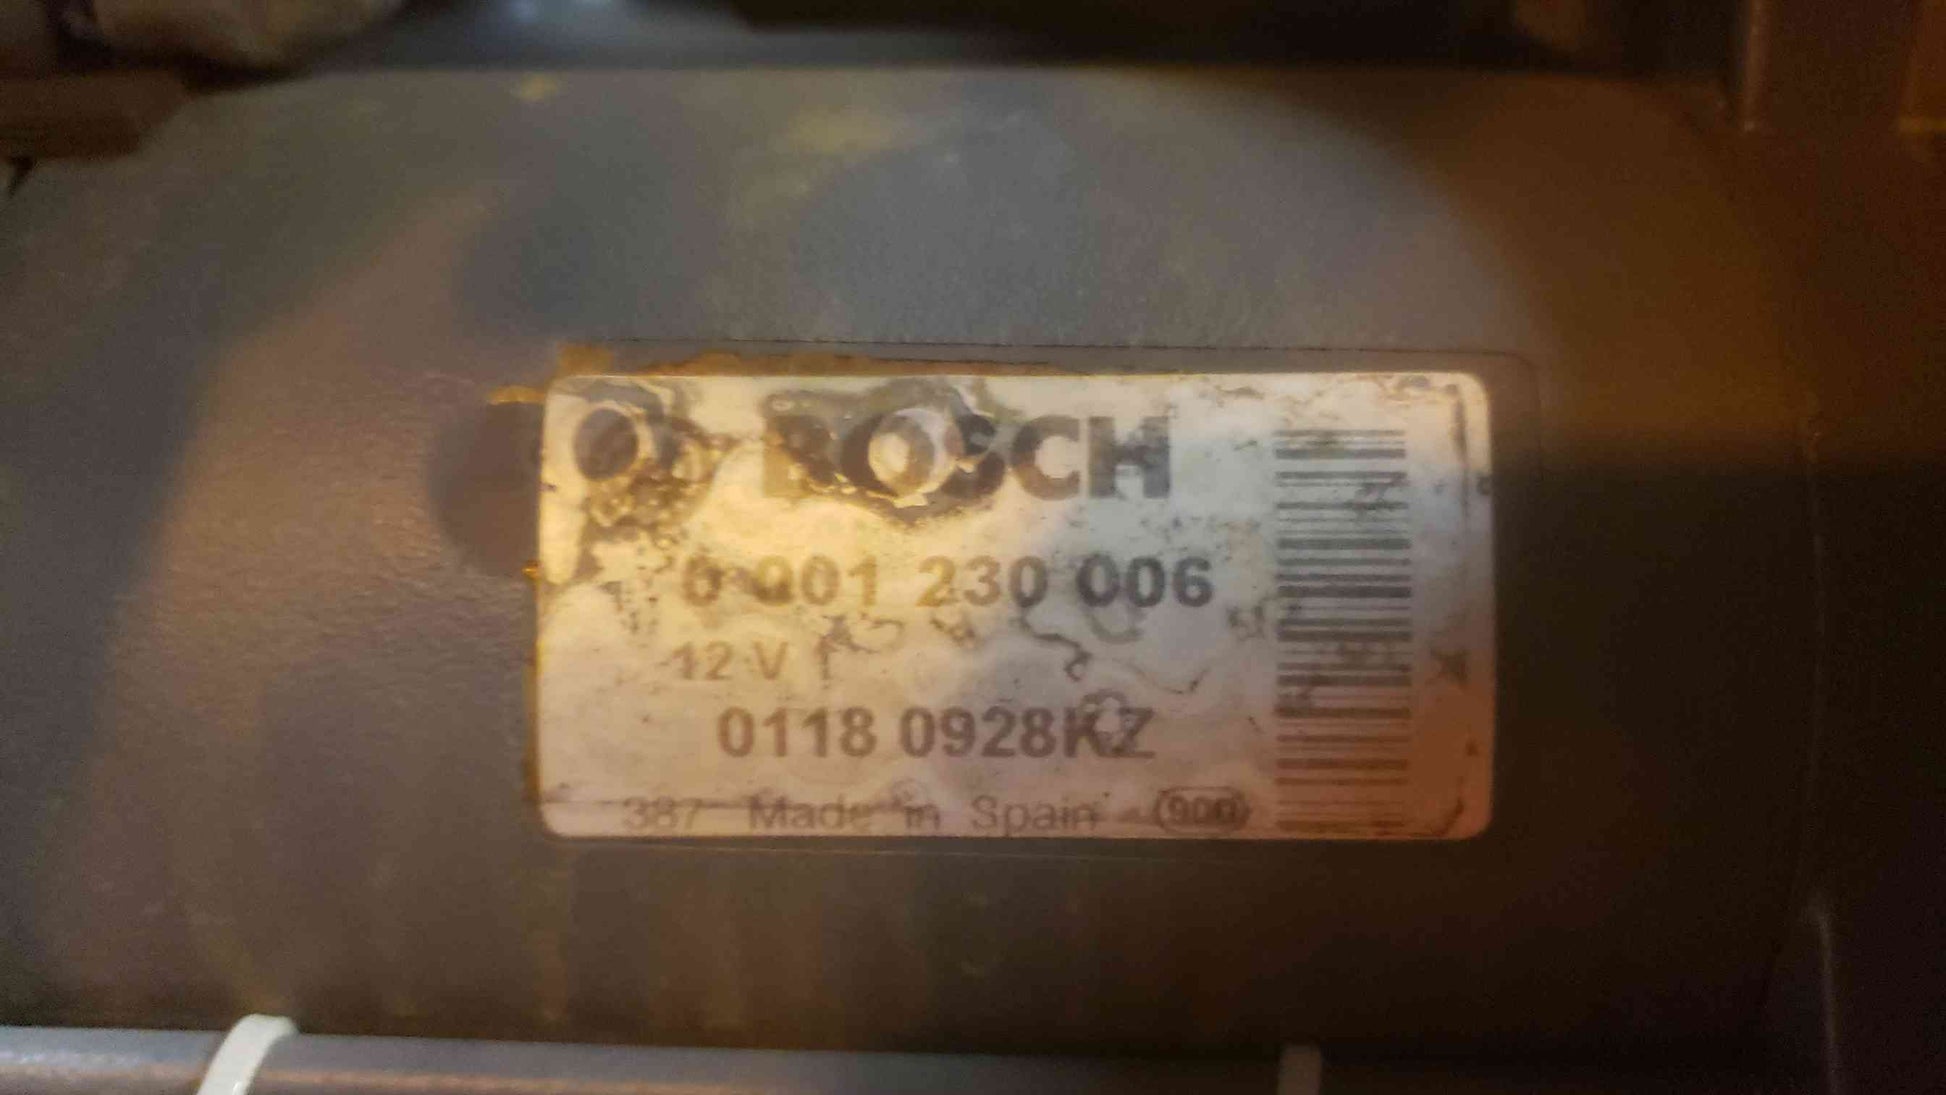 BOSCH
0 001 230 006
12 V
0118 0928KZ
387 Made in Spain 900